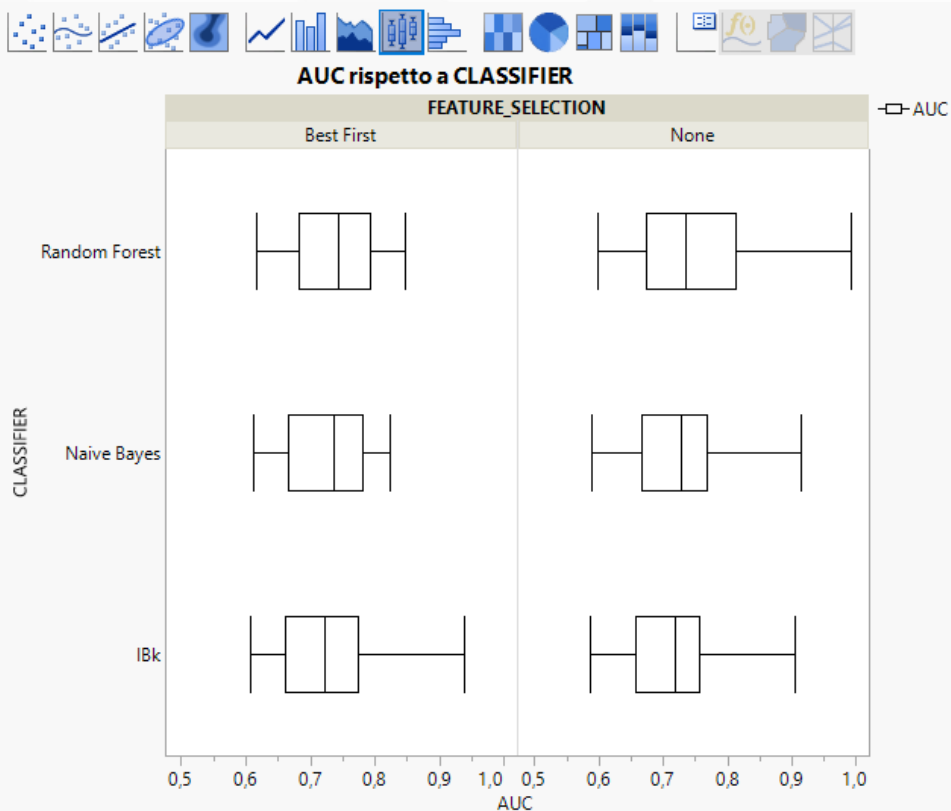 f()
AUC rispetto a CLASSIFIER
FEATURE_SELECTION
Best First None
AUC
Random Forest
Naive Bayes
IBk
CLASSIFIER
0,5 0,6 0,7 0,8 0,9 1,0 0,5 0,6 0,7 0,8 0,9 1,0
AUC